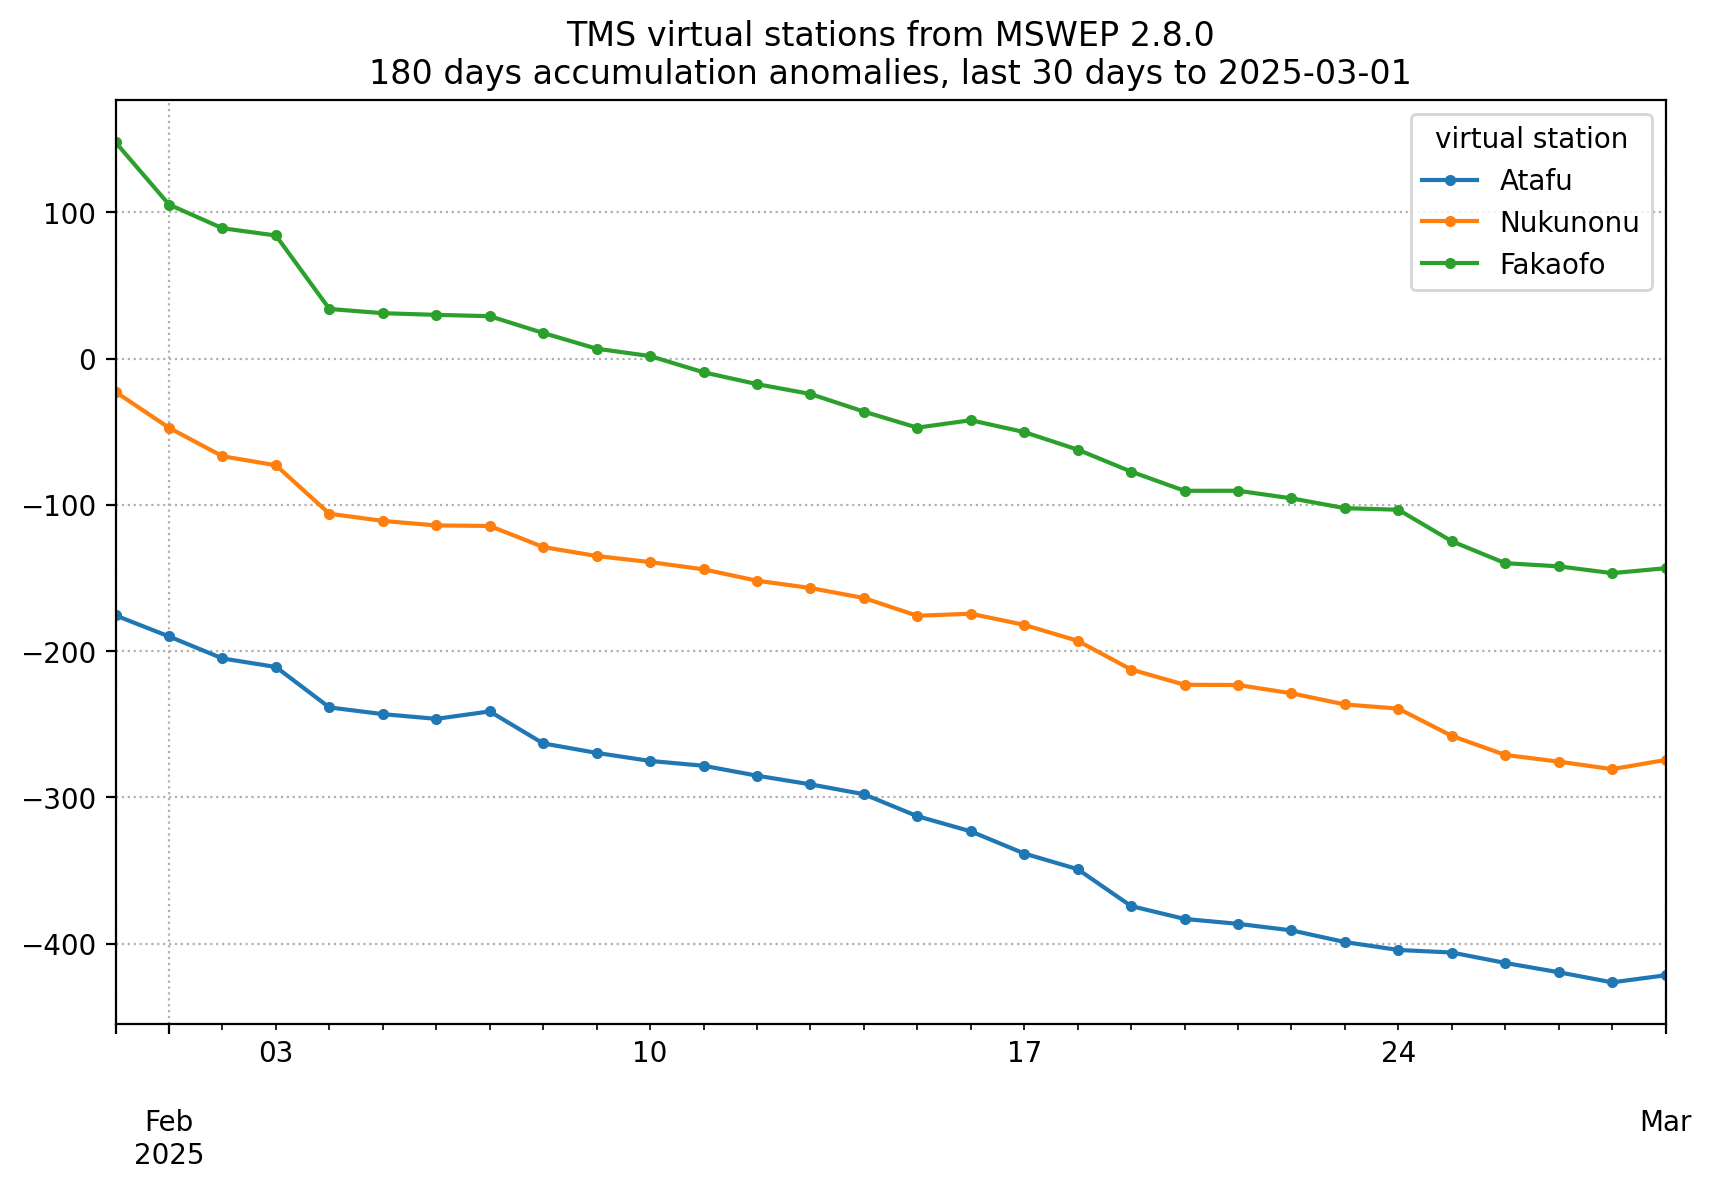 TMS virtual stations from MSWEP 2.8.0
180 days accumulation anomalies, last 30 days to 2025-03-01
virtual station
Atafu
Nukunonu
Fakaofo
100
0
−100
−200
−300
−400
03 10 17 24
Feb Mar
2025